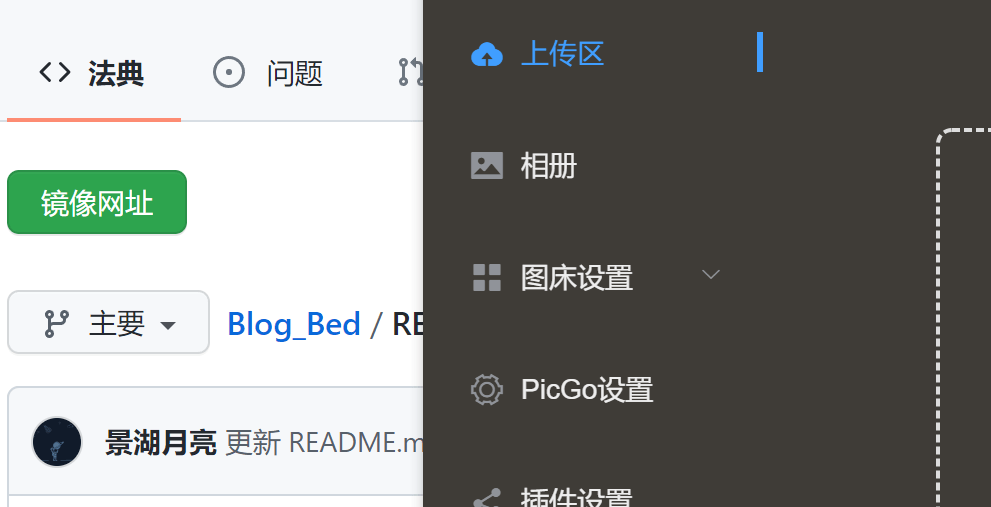 法典 问题
镜像网址
主要 Blog_Bed / RE
景湖月亮 更新 README.m
上传区
相册
图床设置
PicGo设置
插件设置